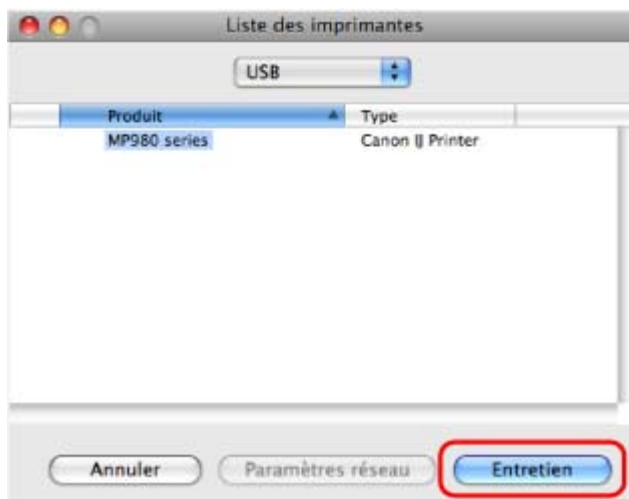 Liste des imprimantes
USB
Produit Type
MP980 series Canon IJ Printer
Annuler Paramètres réseau Entretien